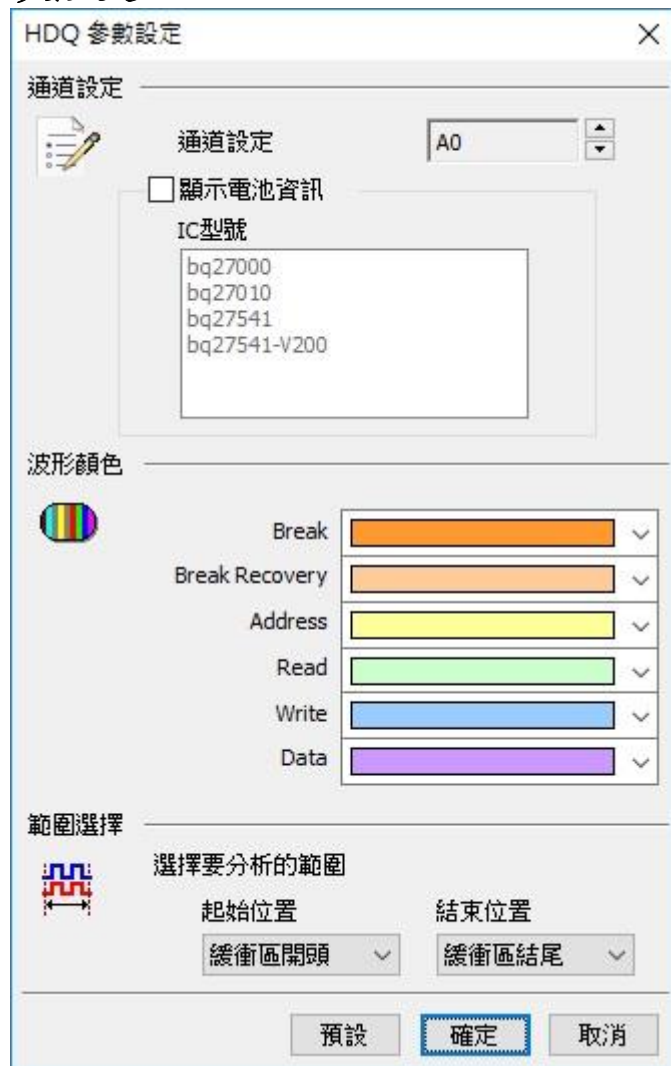 HDQ 參數設定
通道設定
通道設定
A0
顯示電池資訊
IC型號
bq27000
bq27010
bq27541
bq27541-V200
波形顏色
Break
Break Recovery
Address
Read
Write
Data
範圍選擇
選擇要分析的範圍
起始位置 結束位置
緩衝區開頭 緩衝區結尾
預設 確定 取消